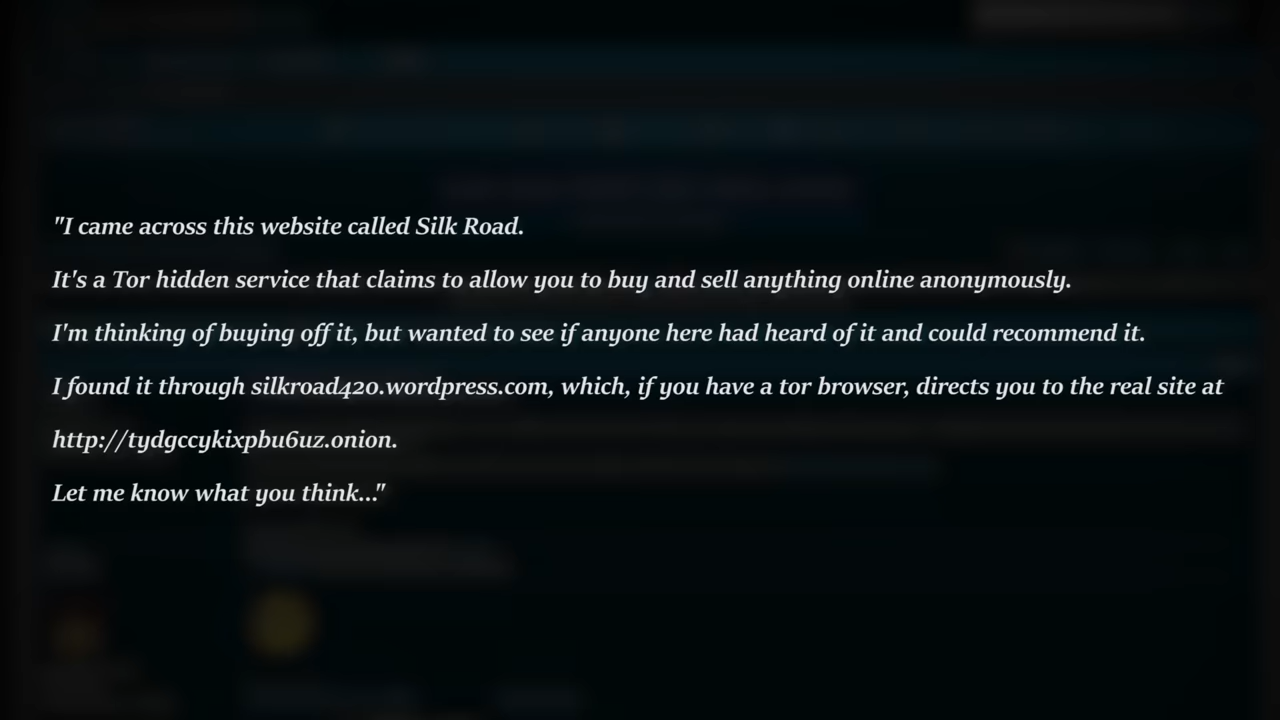 "I came across this website called Silk Road.
It's a Tor hidden service that claims to allow you to buy and sell anything online anonymously.
I'm thinking of buying off it, but wanted to see if anyone here had heard of it and could recommend it.
I found it through silkroad420.wordpress.com, which, if you have a tor browser, directs you to the real site at
http://tydgccykixpbu6uz.onion.
Let me know what you think..."